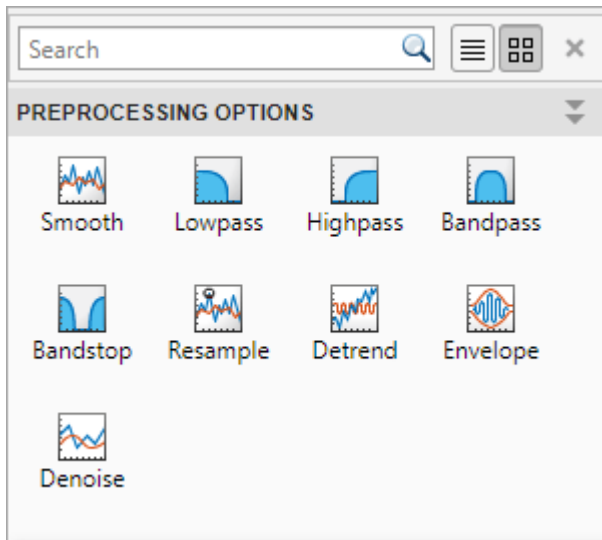 Search
PREPROCESSING OPTIONS
Smooth Lowpass Highpass Bandpass
Bandstop Resample Detrend Envelope
Denoise